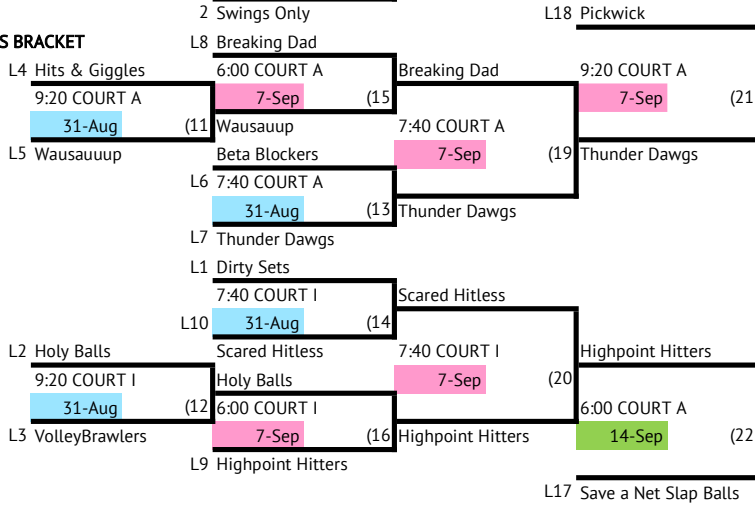 2 Swings Only
L18 Pickwick
S BRACKET
L8 Breaking Dad
L4 Hits & Giggles
6:00 COURT A
Breaking Dad
9:20 COURT A
9:20 COURT A
7-Sep (15
7-Sep (21
31-Aug (11
Wausauup
7:40 COURT A
L5 Wausauuup
Beta Blockers
7-Sep (19
Thunder Dawgs
L6 7:40 COURT A
31-Aug (13
Thunder Dawgs
L7 Thunder Dawgs
L1 Dirty Sets
7:40 COURT I
Scared Hitless
L10 31-Aug (14
L2 Holy Balls
Scared Hitless
7:40 COURT I
Highpoint Hitters
9:20 COURT I
Holy Balls
7-Sep (20
31-Aug (12
6:00 COURT I
6:00 COURT A
L3 VolleyBrawlers
7-Sep (16
Highpoint Hitters
14-Sep (22
L9 Highpoint Hitters
L17 Save a Net Slap Balls